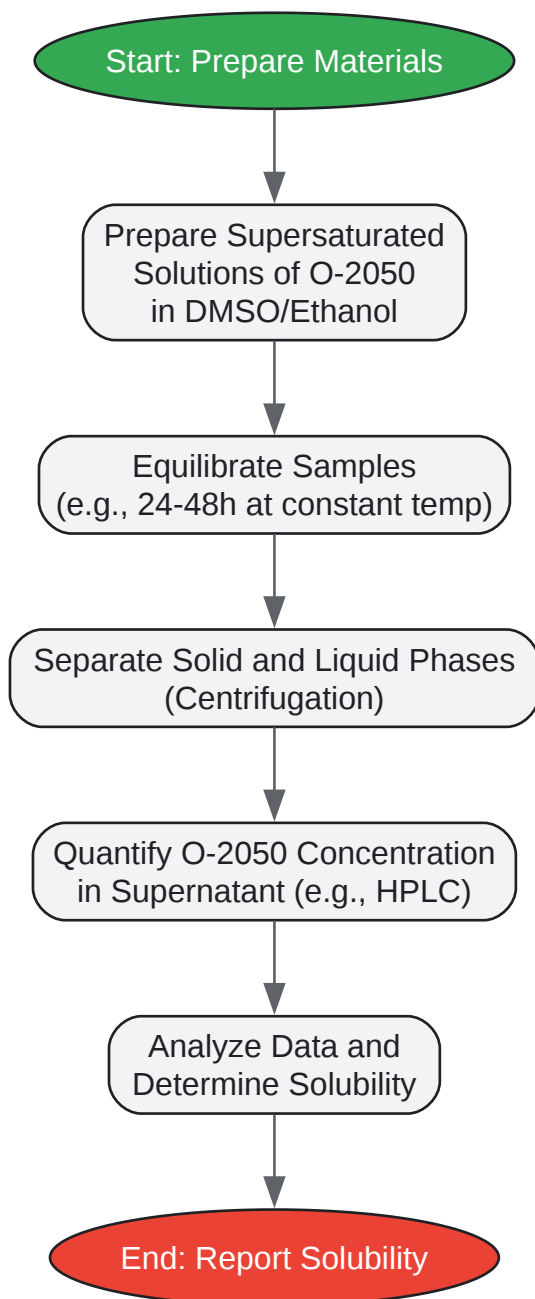 Start: Prepare Materials
Prepare Supersaturated
Solutions of O-2050
in DMSO/Ethanol
Equilibrate Samples
(e.g., 24-48h at constant temp)
Separate Solid and Liquid Phases
(Centrifugation)
Quantify O-2050 Concentration
in Supernatant (e.g., HPLC)
Analyze Data and
Determine Solubility
End: Report Solubility